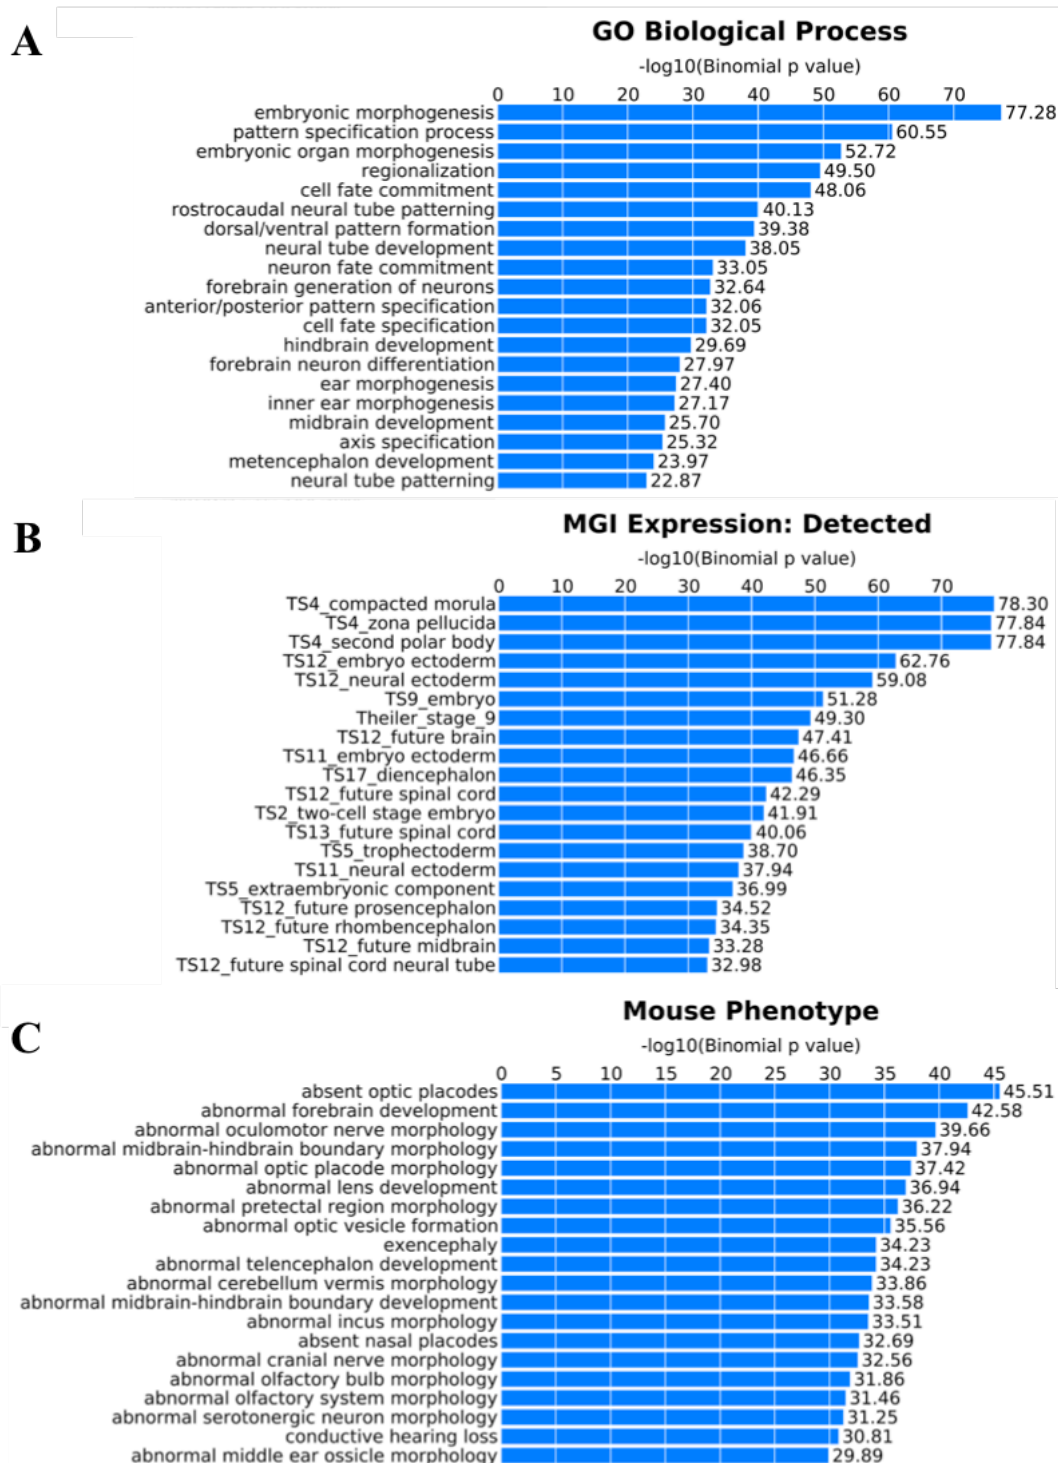 A
GO Biological Process
-log10(Binomial p value)
0 10 20 30 40 50 60 70
embryonic morphogenesis 77.28
pattern specification process 60.55
embryonic organ morphogenesis 52.72
regionalization 49.50
cell fate commitment 48.06
rostrocaudal neural tube patterning 40.13
dorsal/ventral pattern formation 39.38
neural tube development 38.05
neuron fate commitment 33.05
forebrain generation of neurons 32.64
anterior/posterior pattern specification 32.06
cell fate specification 32.05
hindbrain development 29.69
forebrain neuron differentiation 27.97
ear morphogenesis 27.40
inner ear morphogenesis 27.17
midbrain development 25.70
axis specification 25.32
metencephalon development 23.97
neural tube patterning 22.87
B
MGI Expression: Detected
-log10(Binomial p value)
0 10 20 30 40 50 60 70
TS4_compacted morula 78.30
TS4_zona pellucida 77.84
TS4_second polar body 77.84
TS12_embryo ectoderm 62.76
TS12_neural ectoderm 59.08
TS9_embryo 51.28
Theiler_stage_9 49.30
TS12_future brain 47.41
TS11_embryo ectoderm 46.66
TS17_diencephalon 46.35
TS12_future spinal cord 42.29
TS2_two-cell stage embryo 41.91
TS13_future spinal cord 40.06
TS5_trophectoderm 38.70
TS11_neural ectoderm 37.94
TS5_extraembryonic component 36.99
TS12_future prosencephalon 34.52
TS12_future rhombencephalon 34.35
TS12_future midbrain 33.28
TS12_future spinal cord neural tube 32.98
C
Mouse Phenotype
-log10(Binomial p value)
0 5 10 15 20 25 30 35 40 45
absent optic placodes 45.51
abnormal forebrain development 42.58
abnormal oculomotor nerve morphology 39.66
abnormal midbrain-hindbrain boundary morphology 37.94
abnormal optic placode morphology 37.42
abnormal lens development 36.94
abnormal pretectal region morphology 36.22
abnormal optic vesicle formation 35.56
exencephaly 34.23
abnormal telencephalon development 34.23
abnormal cerebellum vermis morphology 33.86
abnormal midbrain-hindbrain boundary development 33.58
abnormal incus morphology 33.51
absent nasal placodes 32.69
abnormal cranial nerve morphology 32.56
abnormal olfactory bulb morphology 31.86
abnormal olfactory system morphology 31.46
abnormal serotonergic neuron morphology 31.25
conductive hearing loss 30.81
abnormal middle ear ossicle morphology 29.89